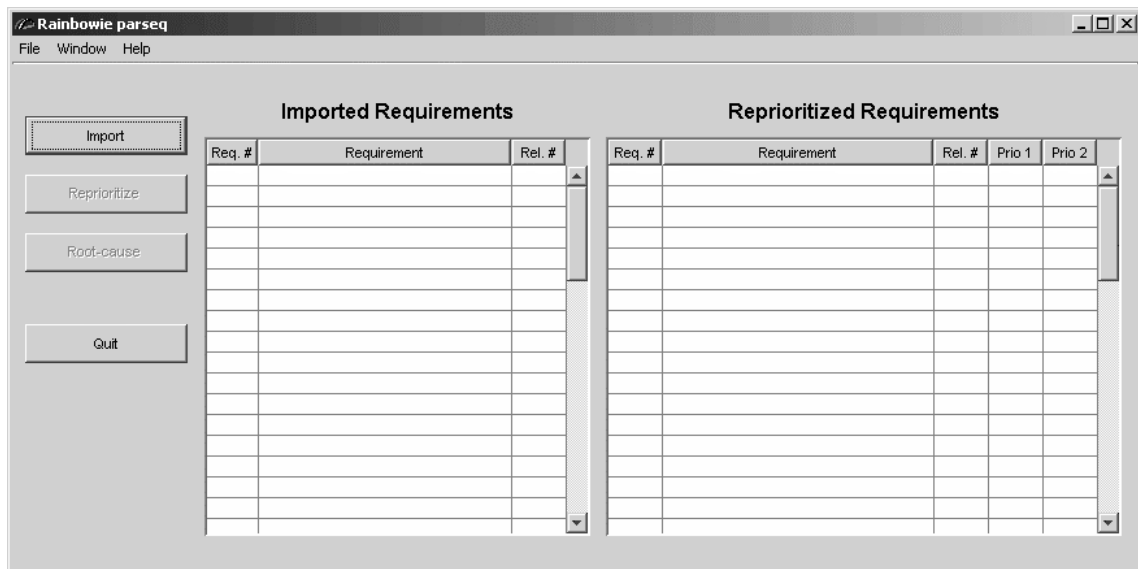 Rainbowie parseq
File Window Help
Imported Requirements
Reprioritized Requirements
Import
Reprioritize
Root-cause
Quit
Req. # Requirement Rel. #
Req. # Requirement Rel. # Prio 1 Prio 2